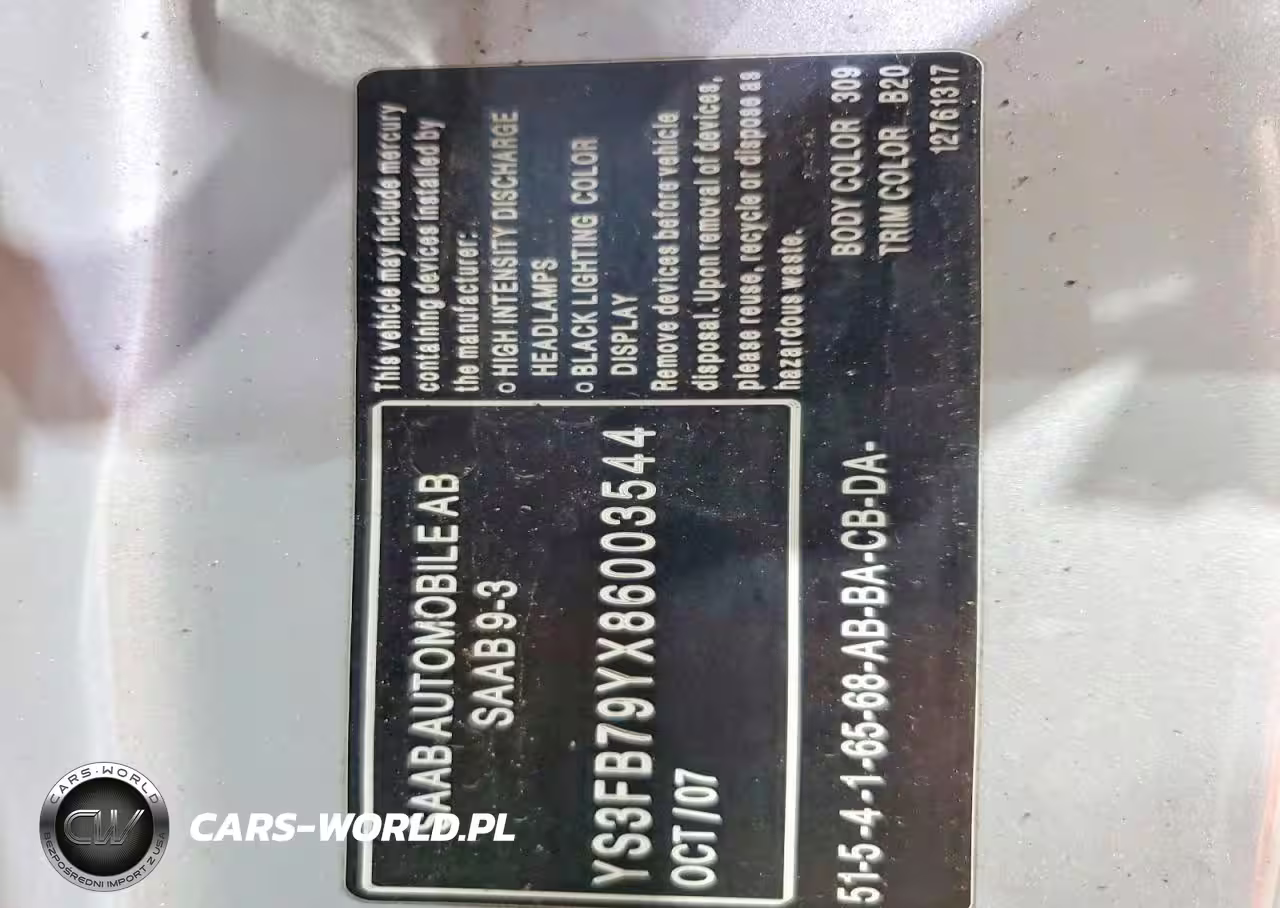 This vehicle may include mercury
containing devices installed by
the manufacturer:
o HIGH INTENSITY DISCHARGE
HEADLAMPS
o BLACK LIGHTING COLOR
DISPLAY
Remove devices before vehicle
disposal. Upon removal of devices,
please reuse, recycle or dispose as
hazardous waste.
SAAB AUTOMOBILE AB
SAAB 9-3
YS3FB79YX86003544
OCT/07
BODY COLOR 309
TRIM COLOR B20
12761317
51-5-4-1-65-68-AB-BA-CB-DA-
CARS-WORLD
CW
BEZPOŚREDNI IMPORT Z USA
CARS-WORLD.PL